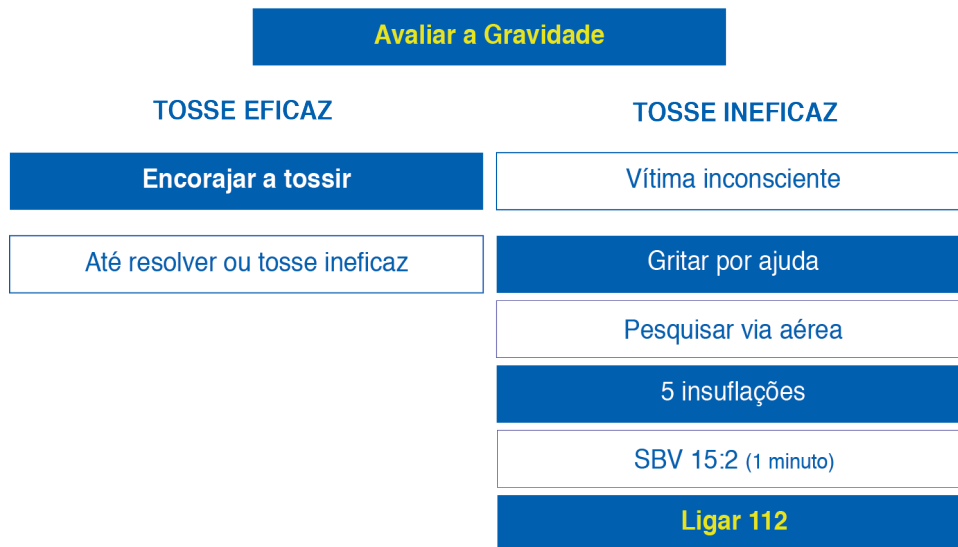 Avaliar a Gravidade
TOSSE EFICAZ
Encorajar a tossir
Até resolver ou tosse ineficaz
TOSSE INEFICAZ
Vítima inconsciente
Gritar por ajuda
Pesquisar via aérea
5 insuflações
SBV 15:2 (1 minuto)
Ligar 112